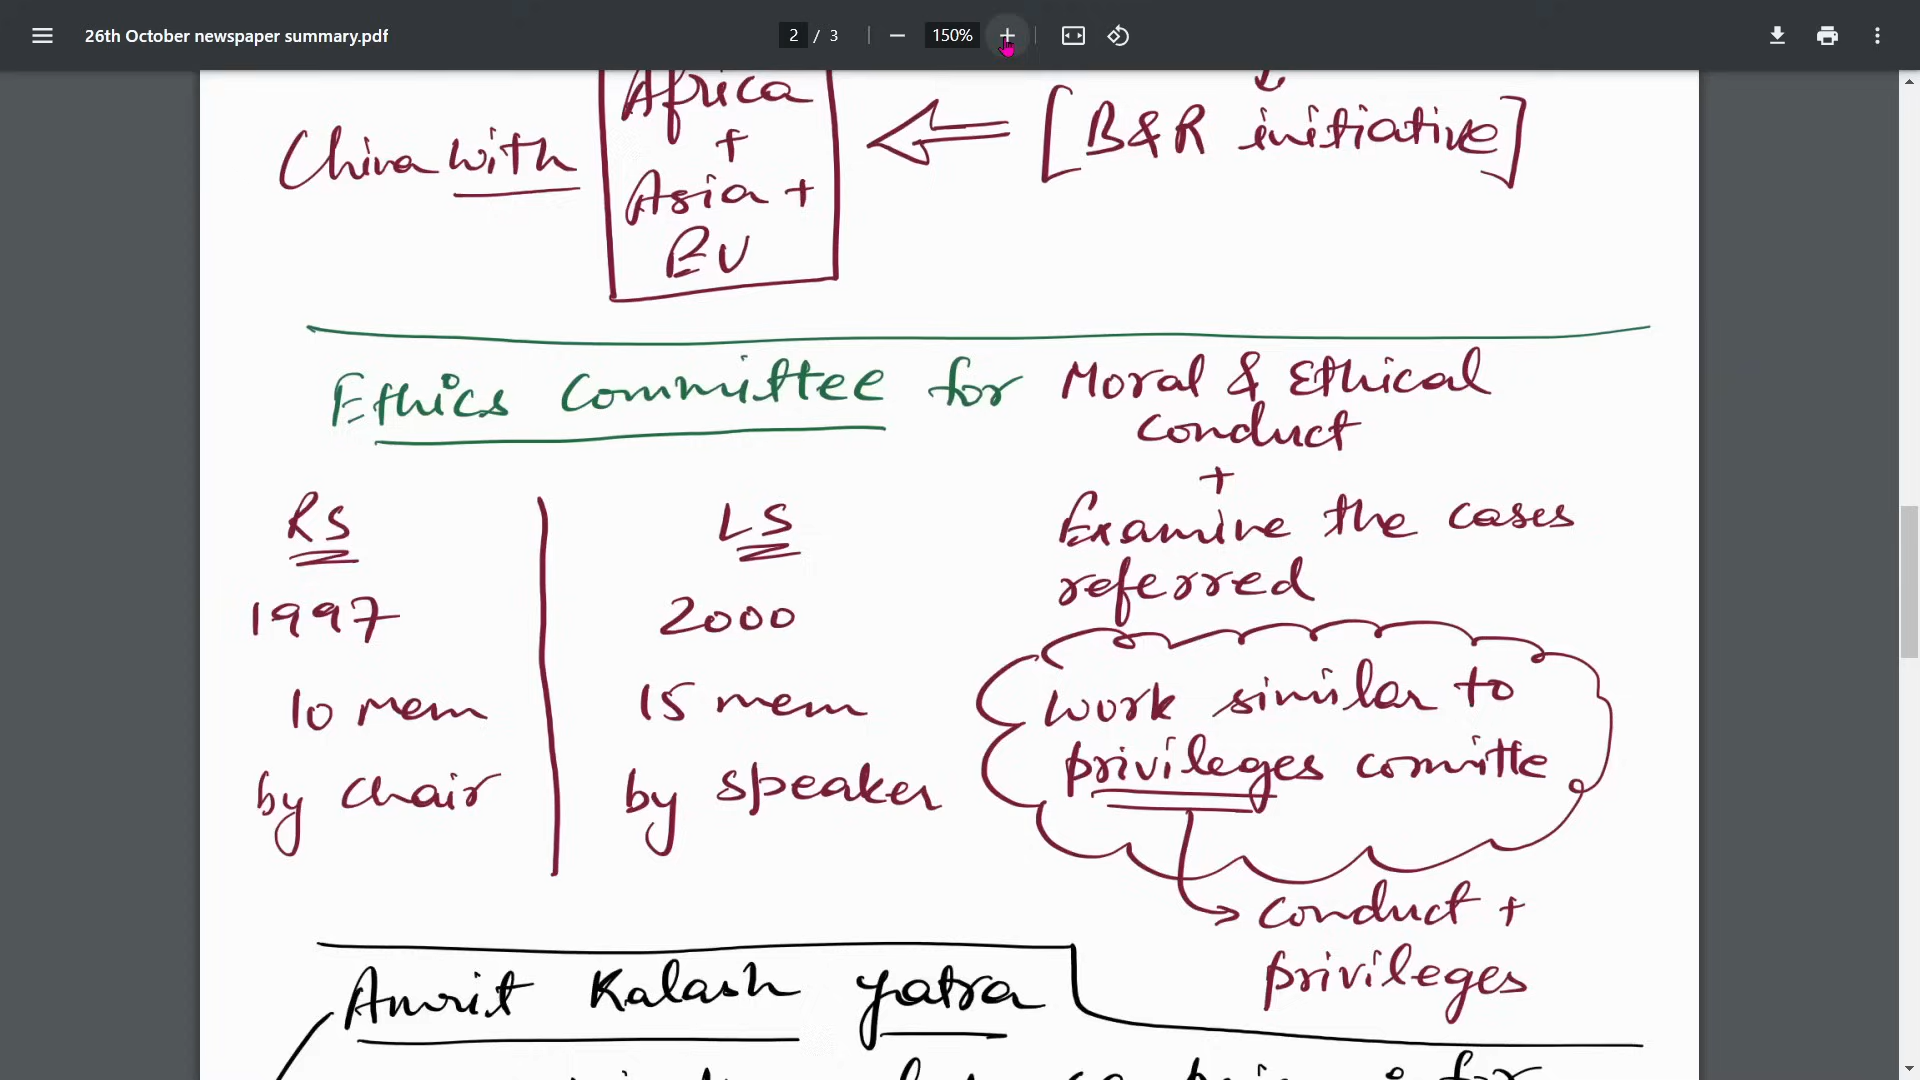 26th October newspaper summary.pdf
2 / 3
150%
Africa
+
Asia +
EU
China with
[B&R initiative]
Ethics Committee for Moral & Ethical
Conduct
+
Examine the cases
referred
RS
1997
10 mem
by chair
LS
2000
15 mem
by speaker
work similar to
privileges committe
conduct +
privileges
Amrit Kalash yatra